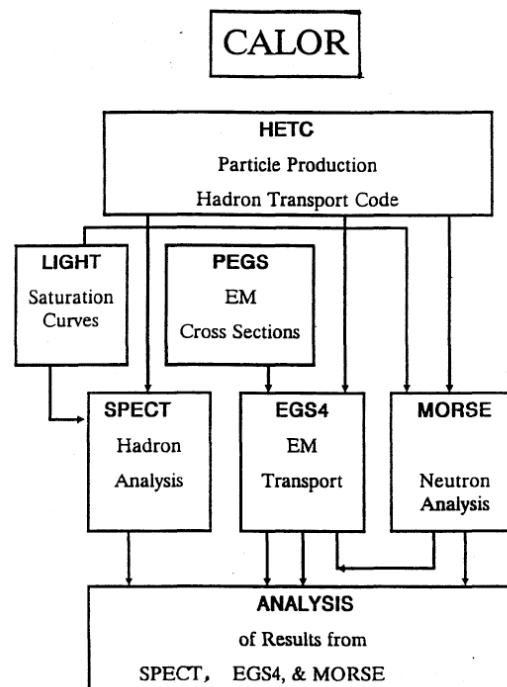 CALOR
HETC
Particle Production
Hadron Transport Code
LIGHT
Saturation
Curves
PEGS
EM
Cross Sections
SPECT
Hadron
Analysis
EGS4
EM
Transport
MORSE
Neutron
Analysis
ANALYSIS
of Results from
SPECT, EGS4, & MORSE